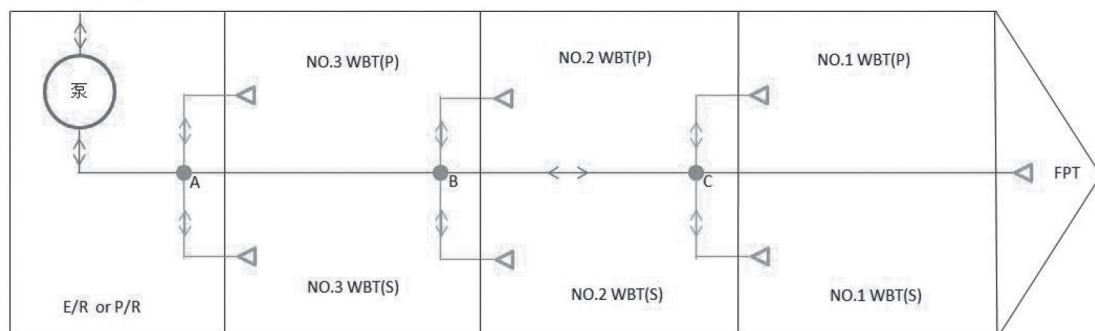 NO.3 WBT(P)
NO.2 WBT(P)
NO.1 WBT(P)
泵
A
B
C
FPT
E/R or P/R
NO.3 WBT(S)
NO.2 WBT(S)
NO.1 WBT(S)